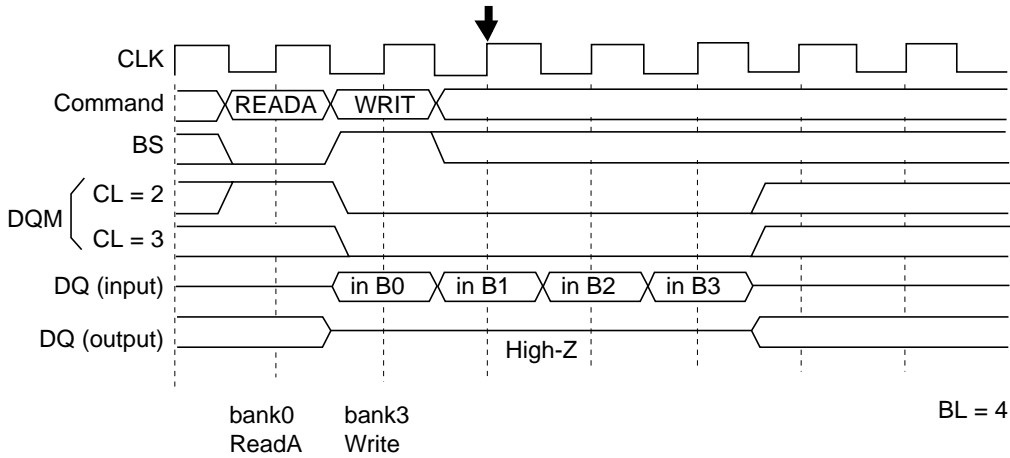 CLK
Command READA WRIT
BS
DQM
CL = 2
CL = 3
DQ (input) in B0 in B1 in B2 in B3
DQ (output) High-Z
bank0 bank3 BL = 4
ReadA Write